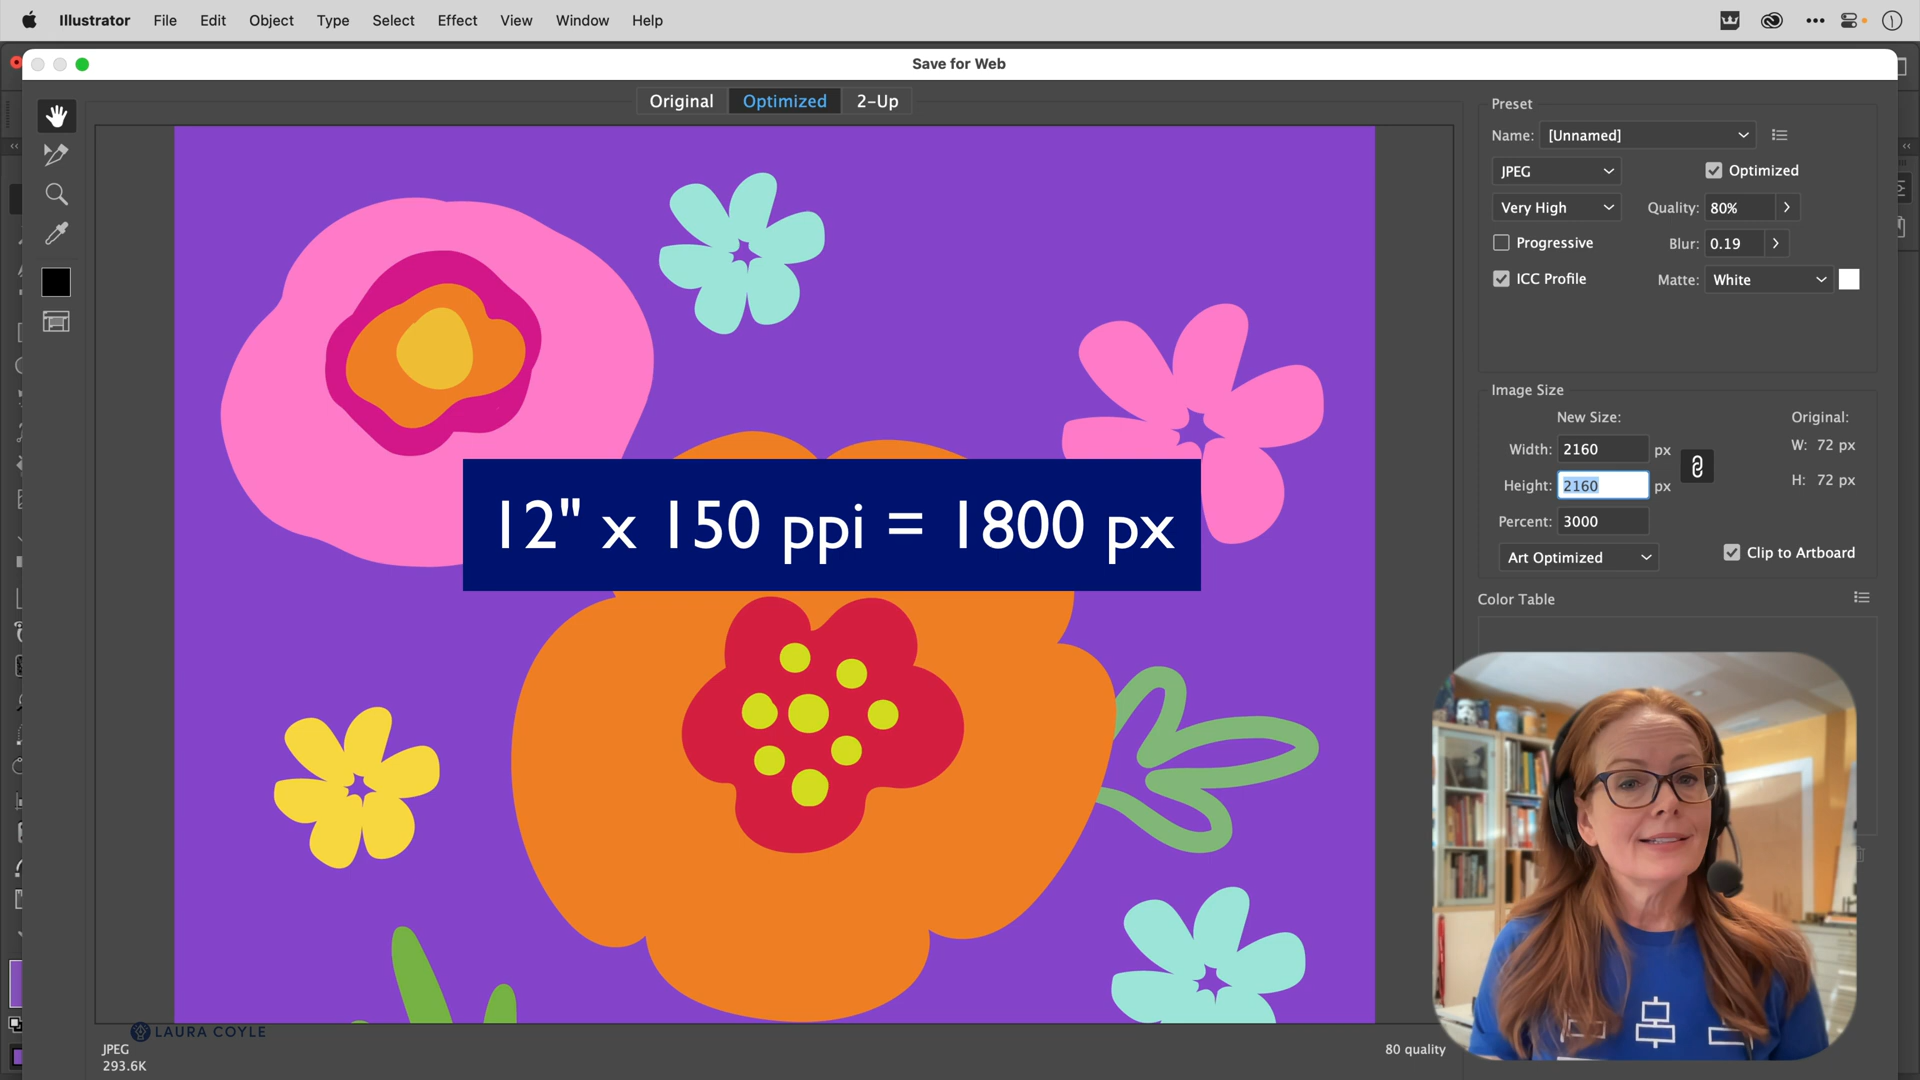 Illustrator File Edit Object Type Select Effect View Window Help
Save for Web
Original Optimized 2-Up
Preset
Name: [Unnamed]
JPEG Optimized
Very High Quality: 80%
Progressive Blur: 0.19
ICC Profile Matte: White
Image Size
New Size: Original:
Width: 2160 px W: 72 px
Height: 2160 px H: 72 px
Percent: 3000
Art Optimized Clip to Artboard
Color Table
12" x 150 ppi = 1800 px
LAURA COYLE
JPEG 80 quality
293.6K